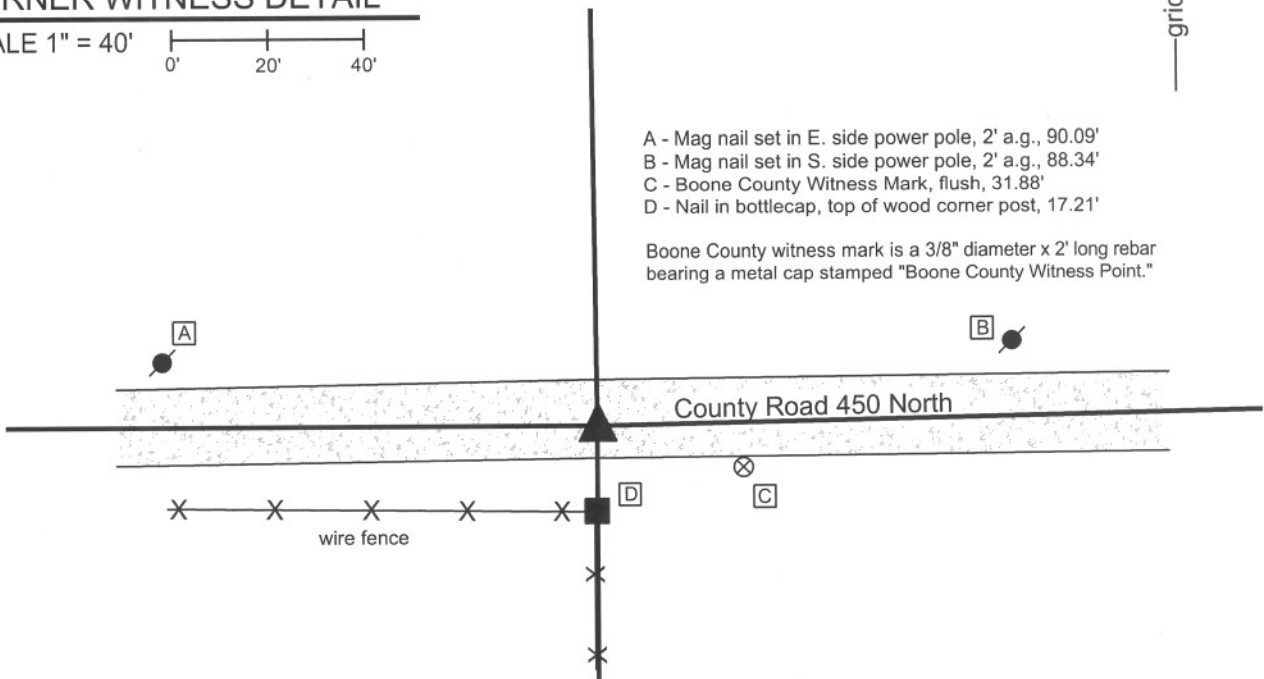 SCALE 1" = 40'
0' 20' 40'
A - Mag nail set in E. side power pole, 2' a.g., 90.09'
B - Mag nail set in S. side power pole, 2' a.g., 88.34'
C - Boone County Witness Mark, flush, 31.88'
D - Nail in bottlecap, top of wood corner post, 17.21'
Boone County witness mark is a 3/8" diameter x 2' long rebar
bearing a metal cap stamped "Boone County Witness Point."
A
B
County Road 450 North
D
C
wire fence